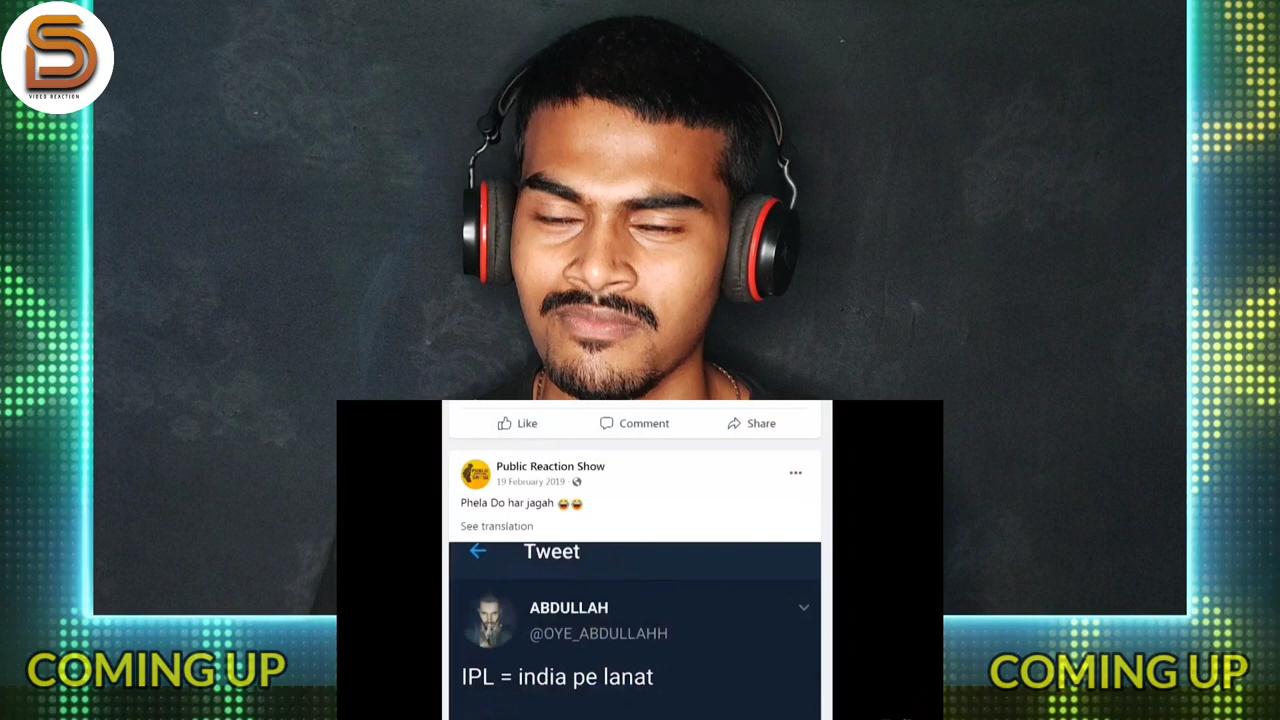 VIDEO REACTION
Like Comment Share
Public Reaction Show
19 February 2019
Phela Do har jagah 😂😂
See translation
Tweet
ABDULLAH
@OYE_ABDULLAHH
IPL = india pe lanat
COMING UP
COMING UP